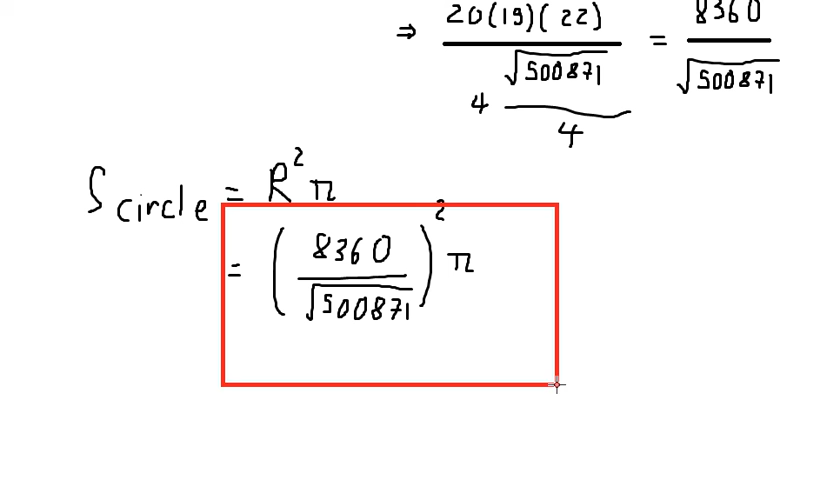 ⇒ 20(19)(22) / 4 √500871 / 4 = 8360 / √500871
S circle = R² π
= ( 8360 / √500871 )² π